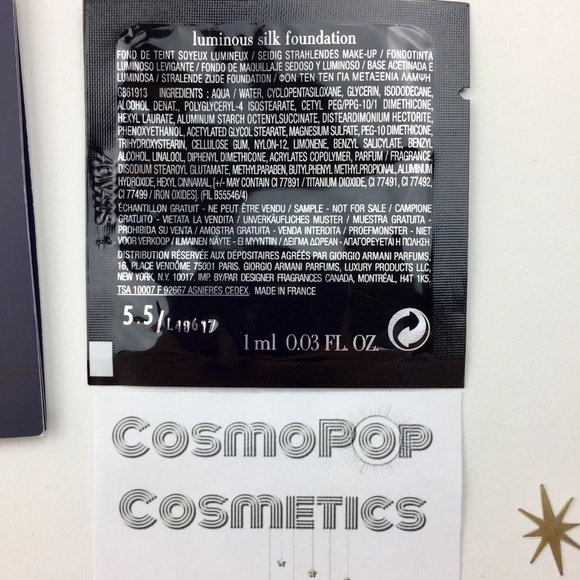 luminous silk foundation
FOND DE TEINT SOYEUX LUMINEUX / SEIDIG STRAHLENDES MAKE-UP / FONDOTINTA
LUMINOSO LEVIGANTE / FONDO DE MAQUILLAJE SEDOSO Y LUMINOSO / BASE ACETINADA E
LUMINOSA / STRALENDE ZIJDE FOUNDATION / ΦΟΝ ΤΕΝ ΤΕΝ ΓΙΑ ΜΕΤΑΞΕΝΙΑ ΛΑΜΨΗ
G861913 INGREDIENTS : AQUA / WATER, CYCLOPENTASILOXANE, GLYCERIN, ISODODECANE,
ALCOHOL DENAT., POLYGLYCERYL-4 ISOSTEARATE, CETYL PEG/PPG-10/1 DIMETHICONE,
HEXYL LAURATE, ALUMINUM STARCH OCTENYLSUCCINATE, DISTEARDIMONIUM HECTORITE,
PHENOXYETHANOL, ACETYLATED GLYCOL STEARATE, MAGNESIUM SULFATE, PEG-10 DIMETHICONE,
TRIHYDROXYSTEARIN, CELLULOSE GUM, NYLON-12, LIMONENE, BENZYL SALICYLATE, BENZYL
ALCOHOL, LINALOOL, DIPHENYL DIMETHICONE, ACRYLATES COPOLYMER, PARFUM / FRAGRANCE
DISODIUM STEAROYL GLUTAMATE, METHYLPARABEN, BUTYLPHENYL METHYLPROPIONAL, ALUMINUM
HYDROXIDE, HEXYL CINNAMAL, [+/- MAY CONTAIN CI 77891 / TITANIUM DIOXIDE, CI 77491, CI 77492,
CI 77499 / IRON OXIDES]. (FIL B55546/4)
ÉCHANTILLON GRATUIT - NE PEUT ÊTRE VENDU / SAMPLE - NOT FOR SALE / CAMPIONE
GRATUITO - VIETATA LA VENDITA / UNVERKÄUFLICHES MUSTER / MUESTRA GRATUITA -
PROHIBIDA SU VENTA / AMOSTRA GRATUITA - VENDA INTERDITA / PROEFMONSTER - NIET
VOOR VERKOOP / ILMAINEN NÄYTE - EI MYYNTIIN / ΔΕΙΓΜΑ ΔΩΡΕΑΝ - ΑΠΑΓΟΡΕΥΕΤΑΙ Η ΠΩΛΗΣΗ.
DISTRIBUTION RÉSERVÉE AUX DÉPOSITAIRES AGRÉÉS PAR GIORGIO ARMANI PARFUMS,
16, PLACE VENDÔME 75001 PARIS. GIORGIO ARMANI PARFUMS, LUXURY PRODUCTS LLC,
NEW YORK, N.Y. 10017. IMP. BY/PAR DESIGNER FRAGRANCES CANADA, MONTRÉAL, H4T 1K5.
TSA 10007 F 92667 ASNIERES CEDEX. MADE IN FRANCE
5.5/
1 ml 0.03 FL. OZ.
COSMOPOP
COSMETICS